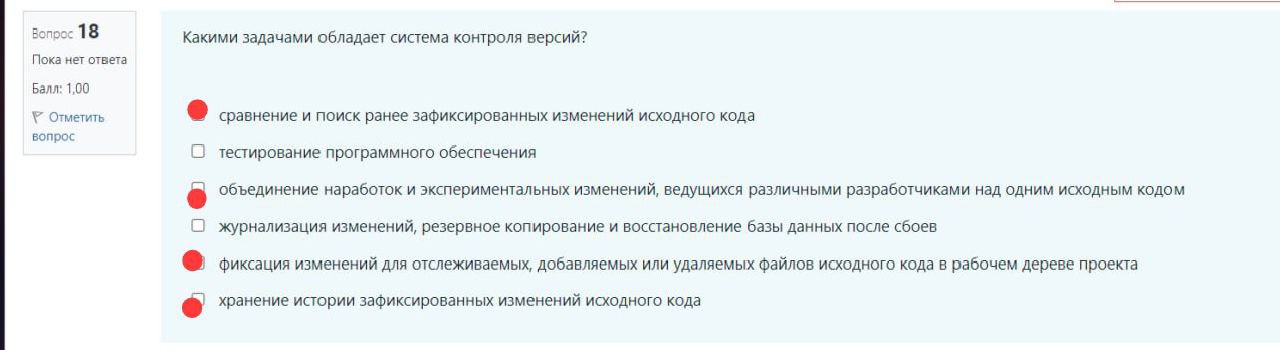 Вопрос 18
Пока нет ответа
Балл: 1,00
Отметить
вопрос
Какими задачами обладает система контроля версий?
сравнение и поиск ранее зафиксированных изменений исходного кода
тестирование программного обеспечения
объединение наработок и экспериментальных изменений, ведущихся различными разработчиками над одним исходным кодом
журнализация изменений, резервное копирование и восстановление базы данных после сбоев
фиксация изменений для отслеживаемых, добавляемых или удаляемых файлов исходного кода в рабочем дереве проекта
хранение истории зафиксированных изменений исходного кода